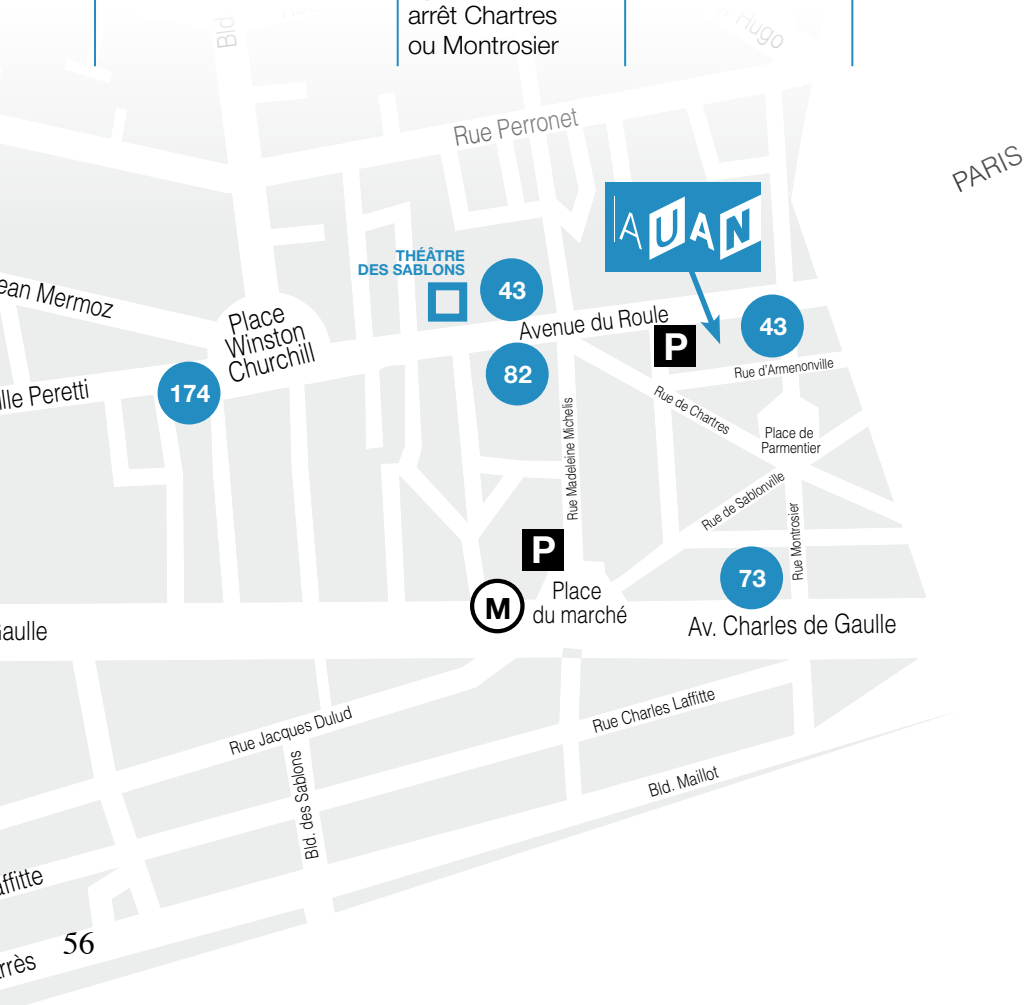 arrêt Chartres
ou Montrosier
Bld.
Hugo
Rue Perronet
PARIS
AUAN
THÉÂTRE
DES SABLONS
43
Avenue du Roule
P
43
ean Mermoz
Place
Winston
Churchill
174
82
lle Peretti
Rue d'Armenonville
Rue de Chartres
Place de
Parmentier
Rue Madeleine Michelis
Rue de Sablonville
Rue Montrosier
P
M
Place
du marché
73
Av. Charles de Gaulle
aulle
Rue Jacques Dulud
Rue Charles Laffitte
Bld. des Sablons
Bld. Maillot
affitte
56
rrès